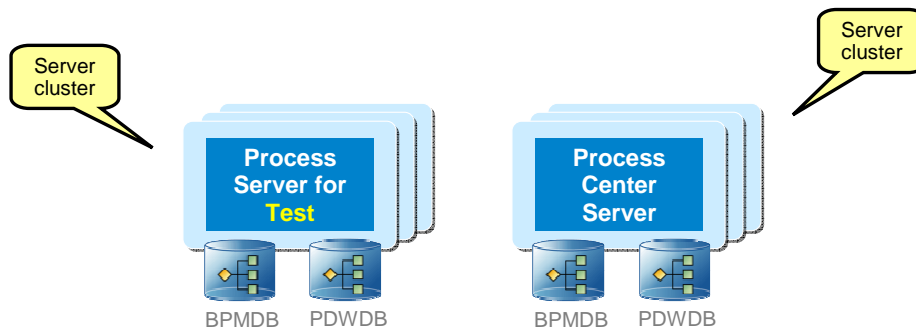 Server
cluster
Server
cluster
Process
Server for
Test
Process
Center
Server
BPMDB
PDWDB
BPMDB
PDWDB